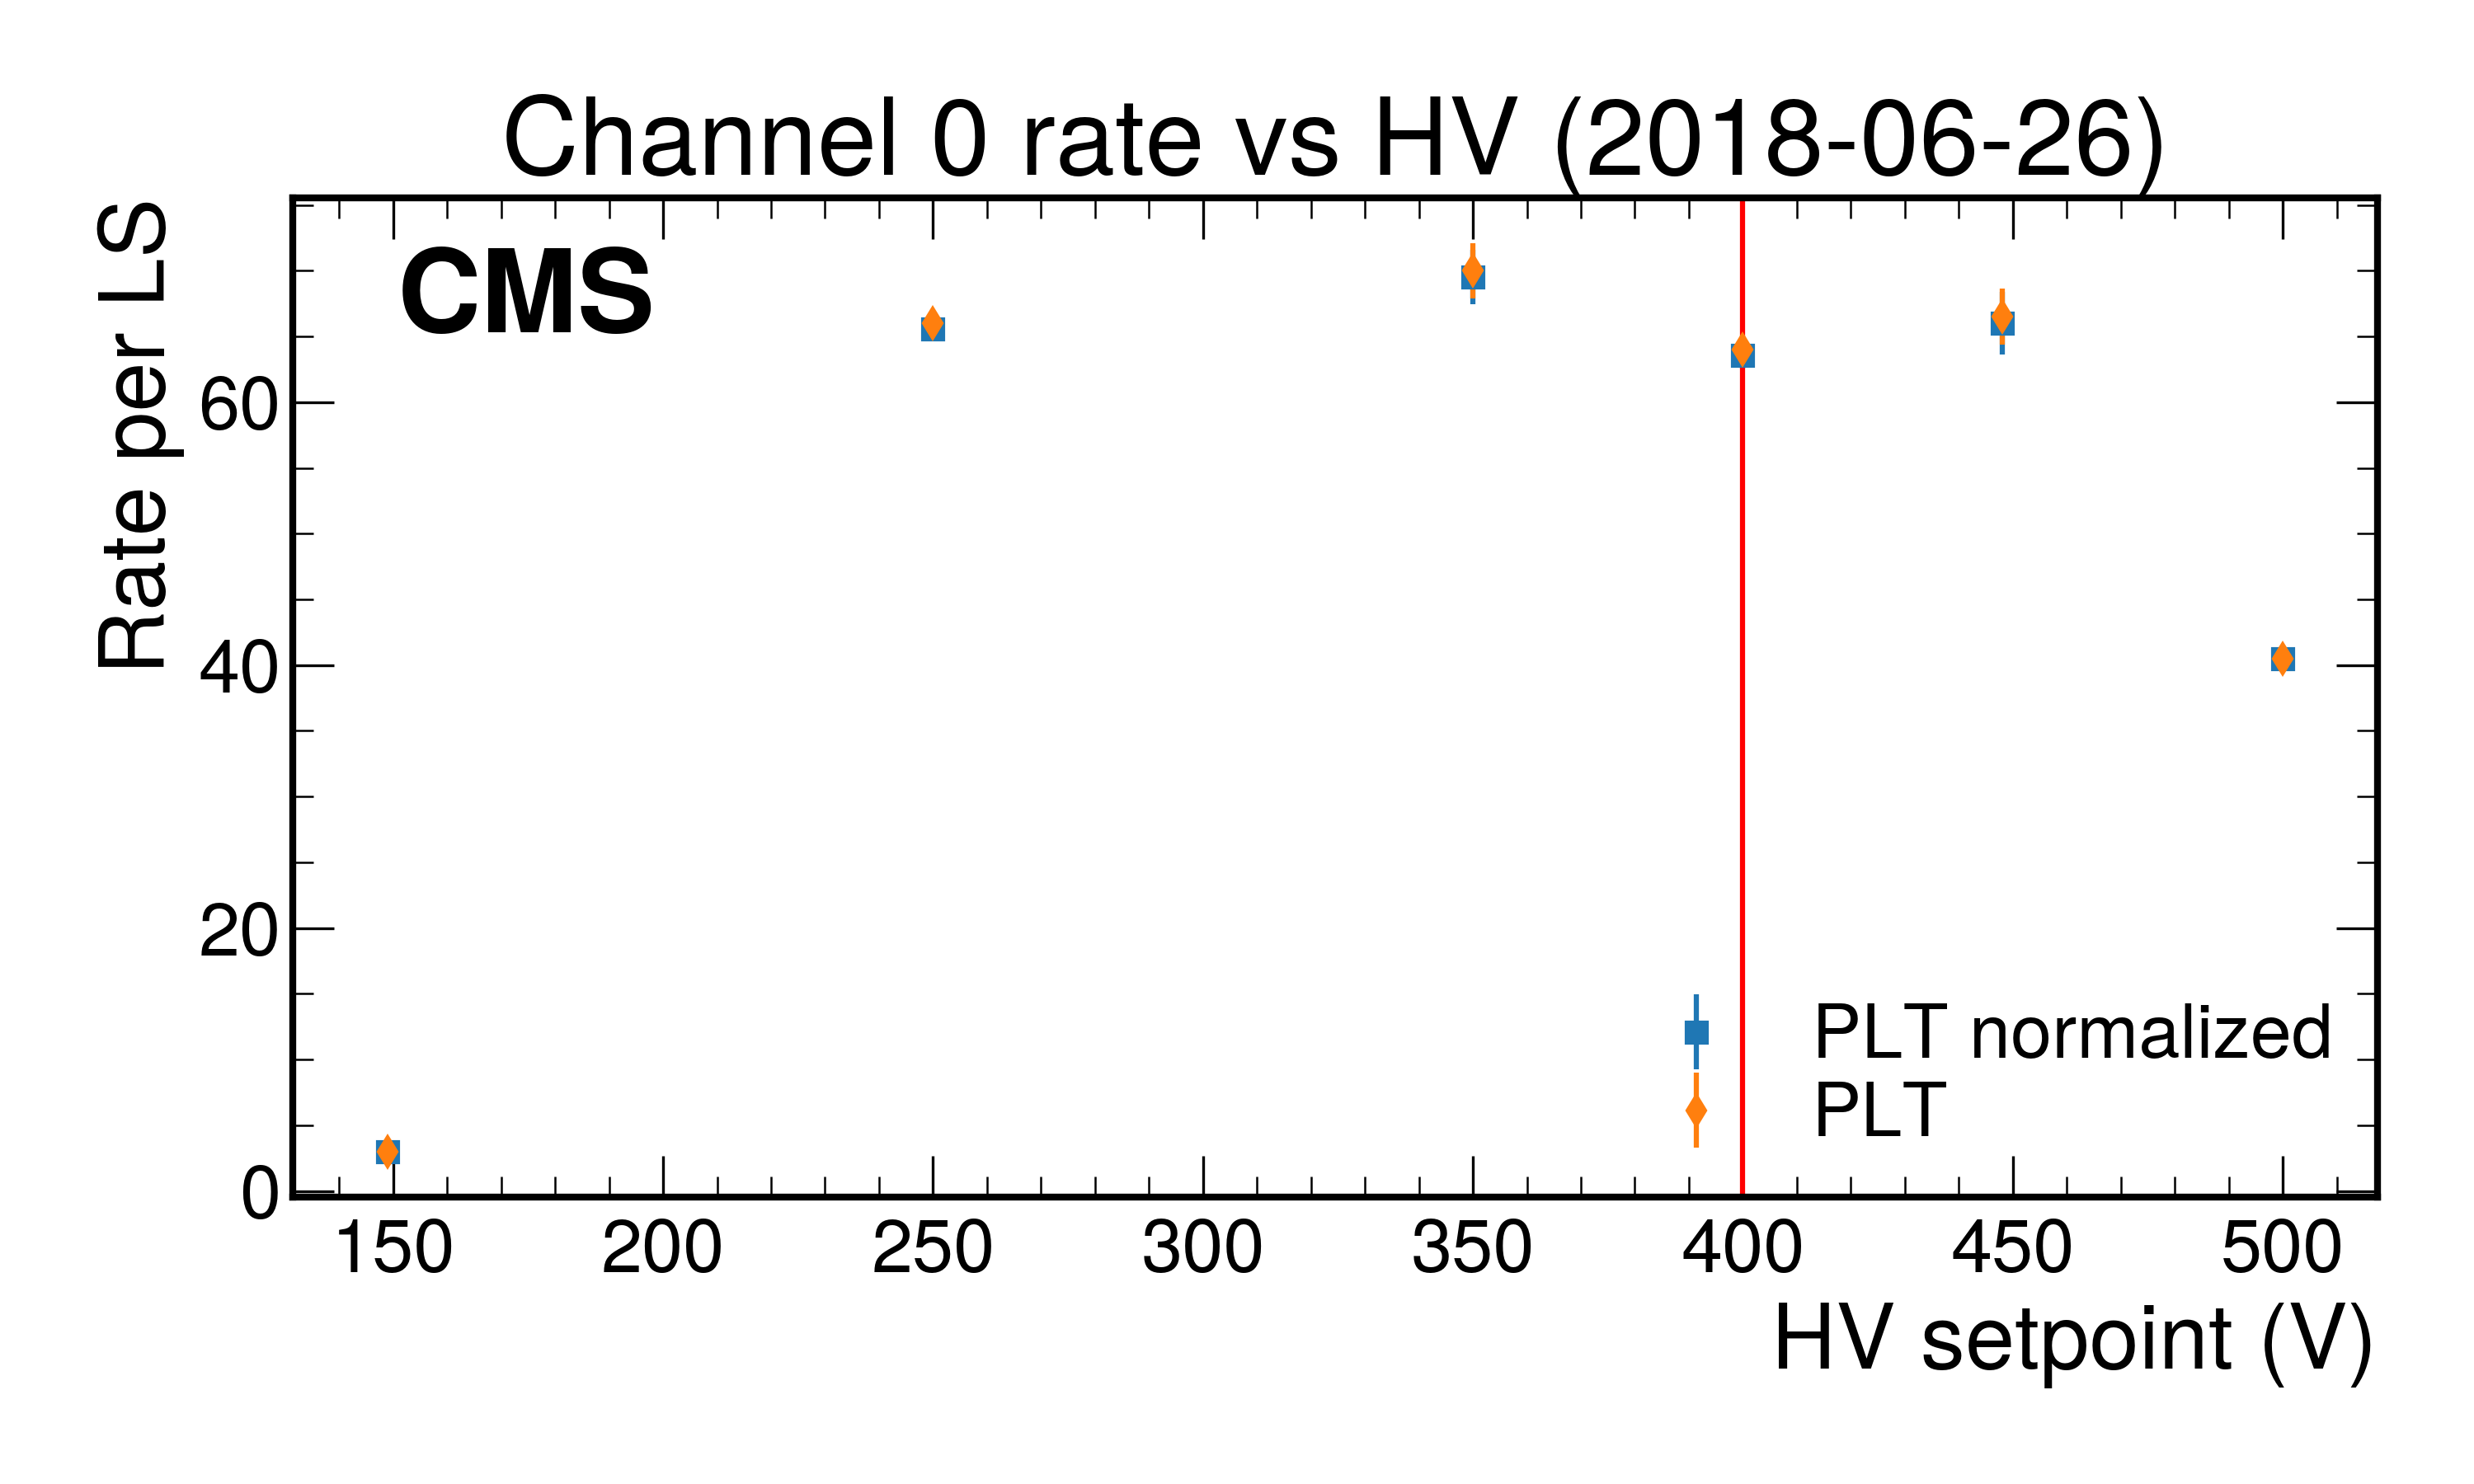 Channel 0 rate vs HV (2018-06-26)
CMS
Rate per LS
60
40
20
0
PLT normalized
PLT
150 200 250 300 350 400 450 500
HV setpoint (V)